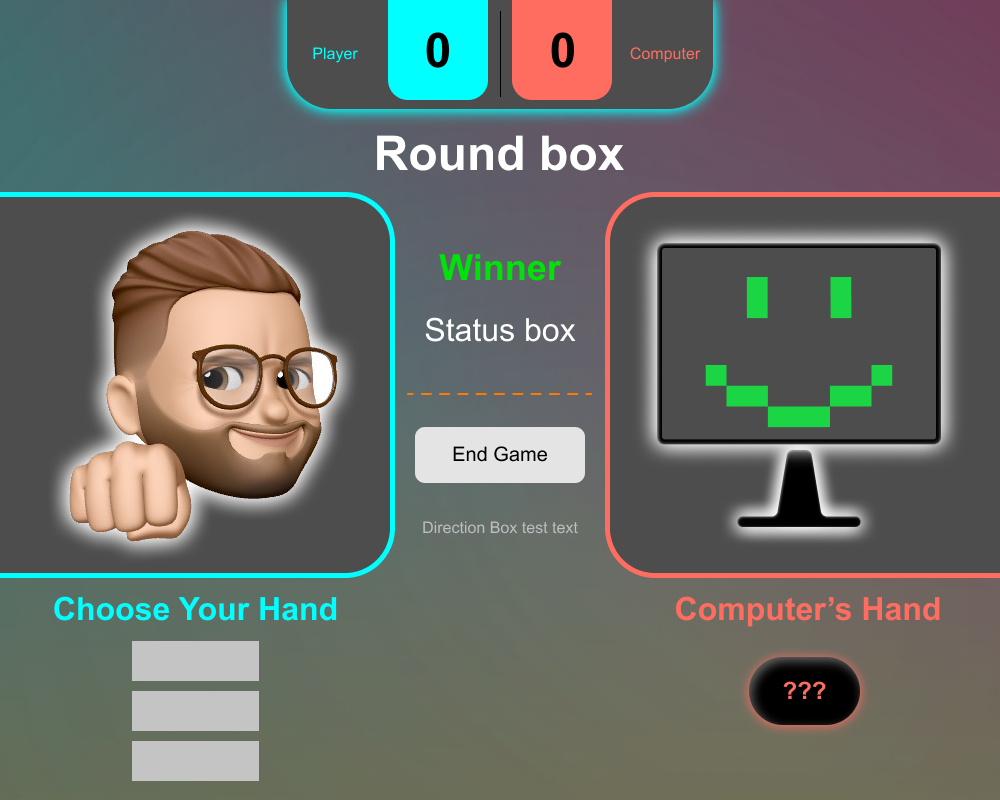 Player
0
0
Computer
Round box
Winner
Status box
End Game
Direction Box test text
Choose Your Hand
Computer’s Hand
???